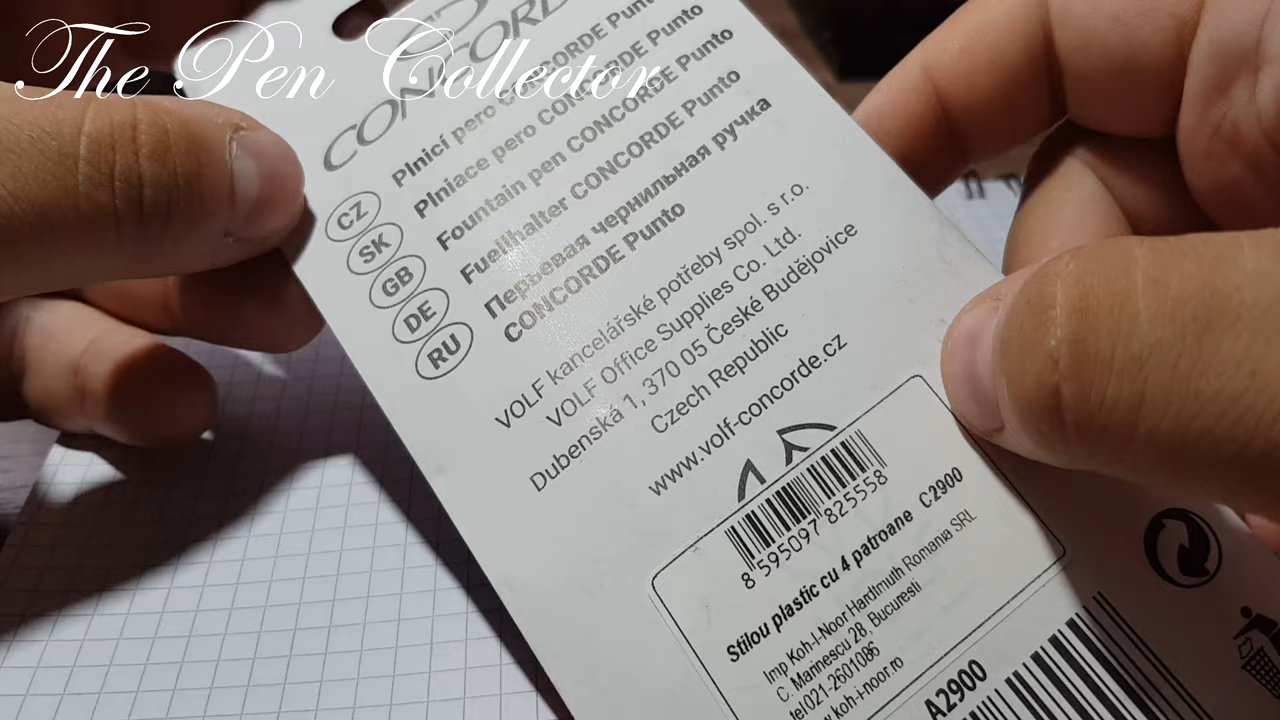 The Pen Collector
CONCORDE
CZ Plnicí pero CONCORDE Punto
SK Plniace pero CONCORDE Punto
GB Fountain pen CONCORDE Punto
DE Fuellhalter CONCORDE Punto
RU Перьевая чернильная ручка
CONCORDE Punto
VOLF kancelářské potřeby spol. s r.o.
VOLF Office Supplies Co. Ltd.
Dubenská 1, 370 05 České Budějovice
Czech Republic
www.volf-concorde.cz
8 595097 825558
Stilou plastic cu 4 patroane C2900
Imp Koh-I-Noor Hardtmuth Romania SRL
C. Marinescu 28, Bucuresti
tel 021-2601086
koh-i-noor.ro
A2900